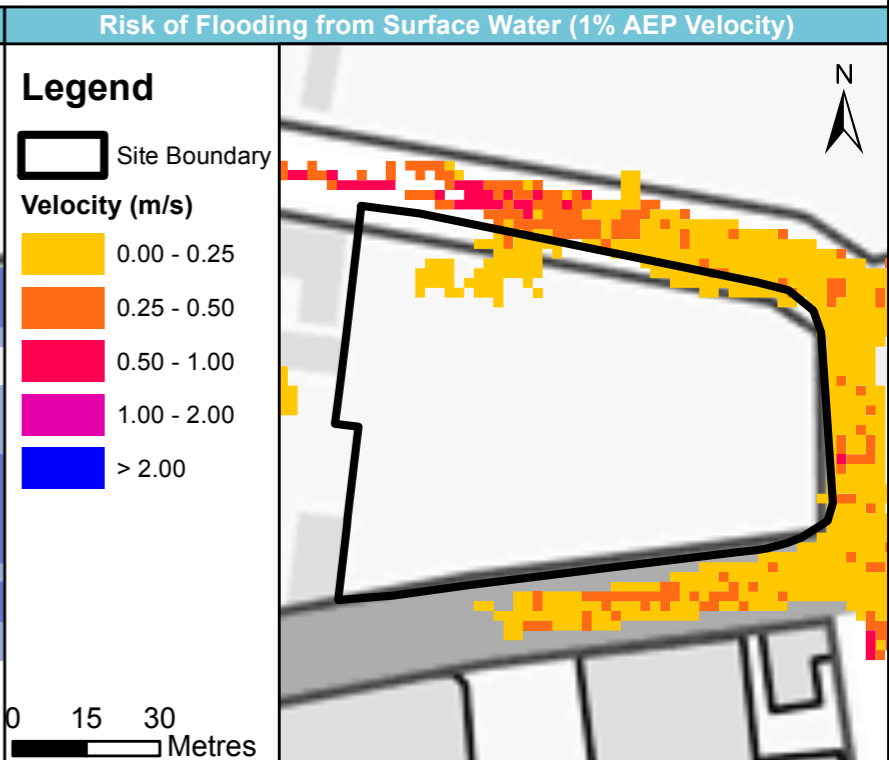 Risk of Flooding from Surface Water (1% AEP Velocity)
Legend
Site Boundary
Velocity (m/s)
0.00 - 0.25
0.25 - 0.50
0.50 - 1.00
1.00 - 2.00
> 2.00
0 15 30
Metres
N